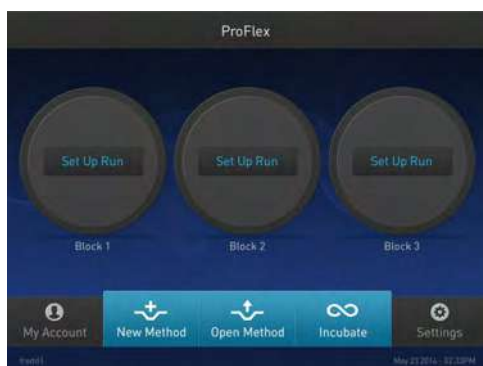 ProFlex
Set Up Run
Set Up Run
Set Up Run
Block 1
Block 2
Block 3
My Account
New Method
Open Method
Incubate
Settings